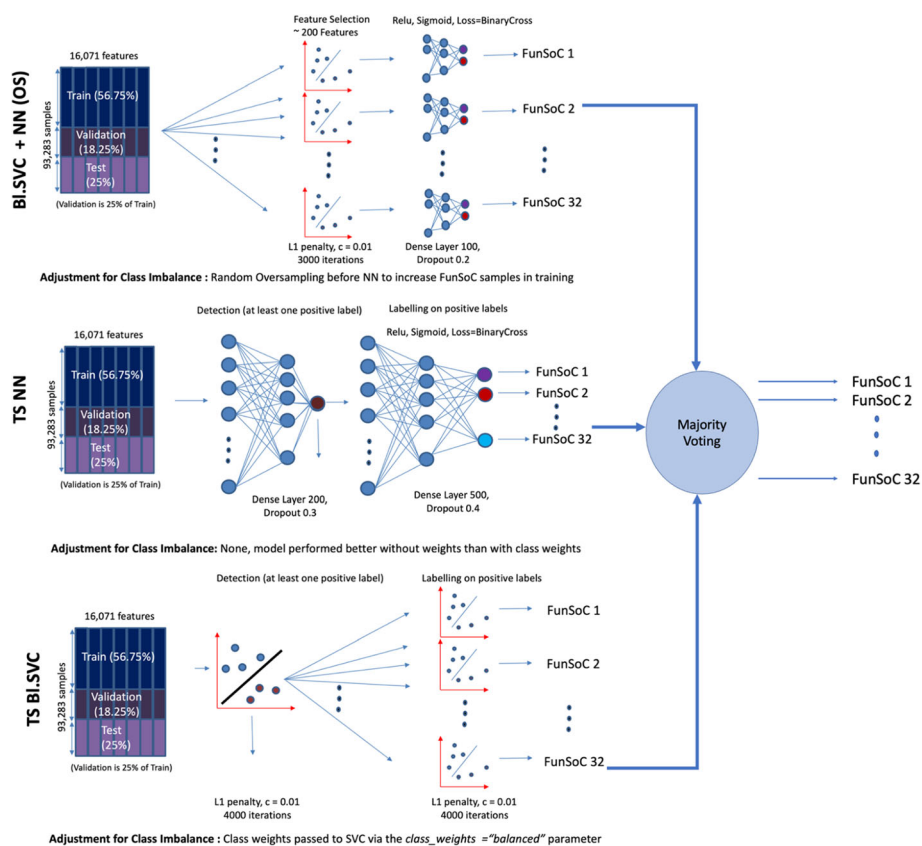 Bl.SVC + NN (OS)
16,071 features
93,283 samples
Train (56.75%)
Validation
(18.25%)
Test
(25%)
(Validation is 25% of Train)
Feature Selection
~ 200 Features
Relu, Sigmoid, Loss=BinaryCross
FunSoC 1
FunSoC 2
FunSoC 32
L1 penalty, c = 0.01
3000 iterations
Dense Layer 100,
Dropout 0.2
Adjustment for Class Imbalance : Random Oversampling before NN to increase FunSoC samples in training
TS NN
16,071 features
93,283 samples
Train (56.75%)
Validation
(18.25%)
Test
(25%)
(Validation is 25% of Train)
Detection (at least one positive label)
Labelling on positive labels
Relu, Sigmoid, Loss=BinaryCross
FunSoC 1
FunSoC 2
FunSoC 32
Dense Layer 200,
Dropout 0.3
Dense Layer 500,
Dropout 0.4
Adjustment for Class Imbalance: None, model performed better without weights than with class weights
Majority
Voting
FunSoC 1
FunSoC 2
FunSoC 32
TS Bl.SVC
16,071 features
93,283 samples
Train (56.75%)
Validation
(18.25%)
Test
(25%)
(Validation is 25% of Train)
Detection (at least one positive label)
Labelling on positive labels
FunSoC 1
FunSoC 2
FunSoC 32
L1 penalty, c = 0.01
4000 iterations
L1 penalty, c = 0.01
4000 iterations
Adjustment for Class Imbalance : Class weights passed to SVC via the class_weights ="balanced" parameter